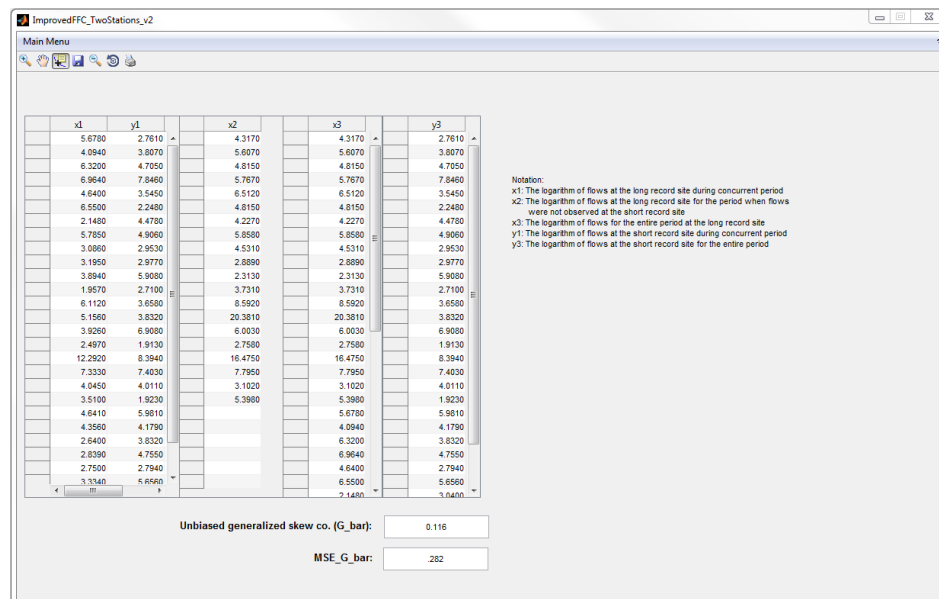 ImprovedFFC_TwoStations_v2
Main Menu
x1 y1 x2 x3 y3
5.6780 2.7610 4.3170 4.3170 2.7610
4.0940 3.8070 5.6070 5.6070 3.8070
6.3200 4.7050 4.8150 4.8150 4.7050
6.9640 7.8460 5.7670 5.7670 7.8460
4.6400 3.5450 6.5120 6.5120 3.5450
6.5500 2.2480 4.8150 4.8150 2.2480
2.1480 4.4780 4.2270 4.2270 4.4780
5.7850 4.9060 5.8580 5.8580 4.9060
3.0860 2.9530 4.5310 4.5310 2.9530
3.1950 2.9770 2.8890 2.8890 2.9770
3.8940 5.9080 2.3130 2.3130 5.9080
1.9570 2.7100 3.7310 3.7310 2.7100
6.1120 3.6580 8.5920 8.5920 3.6580
5.1560 3.8320 20.3810 20.3810 3.8320
3.9260 6.9080 6.0030 6.0030 6.9080
2.4970 1.9130 2.7580 2.7580 1.9130
12.2920 8.3940 16.4750 16.4750 8.3940
7.3330 7.4030 7.7950 7.7950 7.4030
4.0450 4.0110 3.1020 3.1020 4.0110
3.5100 1.9230 5.3980 5.3980 1.9230
4.6410 5.9810 5.6780 5.9810
4.3560 4.1790 4.0940 4.1790
2.6400 3.8320 6.3200 3.8320
2.8390 4.7550 6.9640 4.7550
2.7500 2.7940 4.6400 2.7940
3.3340 5.6560 6.5500 5.6560
2.1480 3.0400
Notation:
x1: The logarithm of flows at the long record site during concurrent period
x2: The logarithm of flows at the long record site for the period when flows
were not observed at the short record site
x3: The logarithm of flows for the entire period at the long record site
y1: The logarithm of flows at the short record site during concurrent period
y3: The logarithm of flows at the short record site for the entire period
Unbiased generalized skew co. (G_bar): 0.116
MSE_G_bar: .282